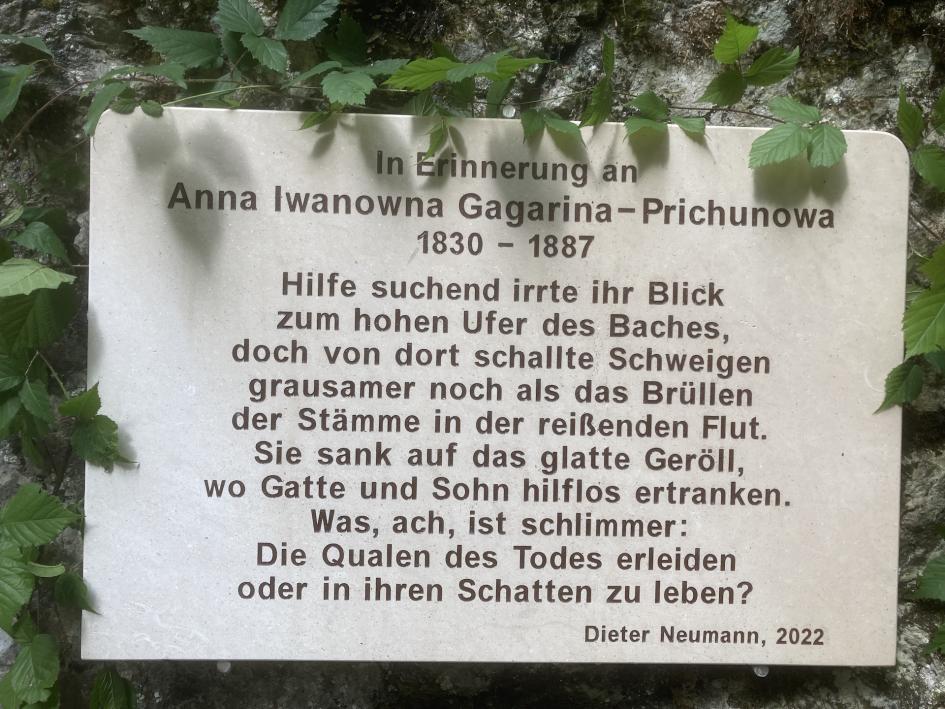 In Erinnerung an
Anna Iwanowna Gagarina-Prichunowa
1830 - 1887
Hilfe suchend irrte ihr Blick
zum hohen Ufer des Baches,
doch von dort schallte Schweigen
grausamer noch als das Brüllen
der Stämme in der reißenden Flut.
Sie sank auf das glatte Geröll,
wo Gatte und Sohn hilflos ertranken.
Was, ach, ist schlimmer:
Die Qualen des Todes erleiden
oder in ihren Schatten zu leben?
Dieter Neumann, 2022